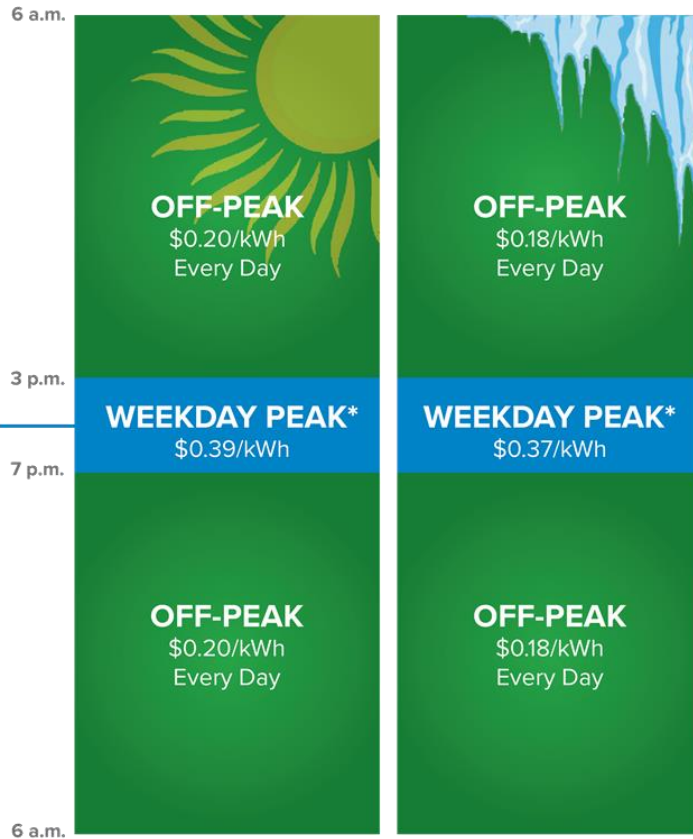 6 a.m.
OFF-PEAK
$0.20/kWh
Every Day
OFF-PEAK
$0.18/kWh
Every Day
3 p.m.
WEEKDAY PEAK*
$0.39/kWh
WEEKDAY PEAK*
$0.37/kWh
7 p.m.
OFF-PEAK
$0.20/kWh
Every Day
OFF-PEAK
$0.18/kWh
Every Day
6 a.m.